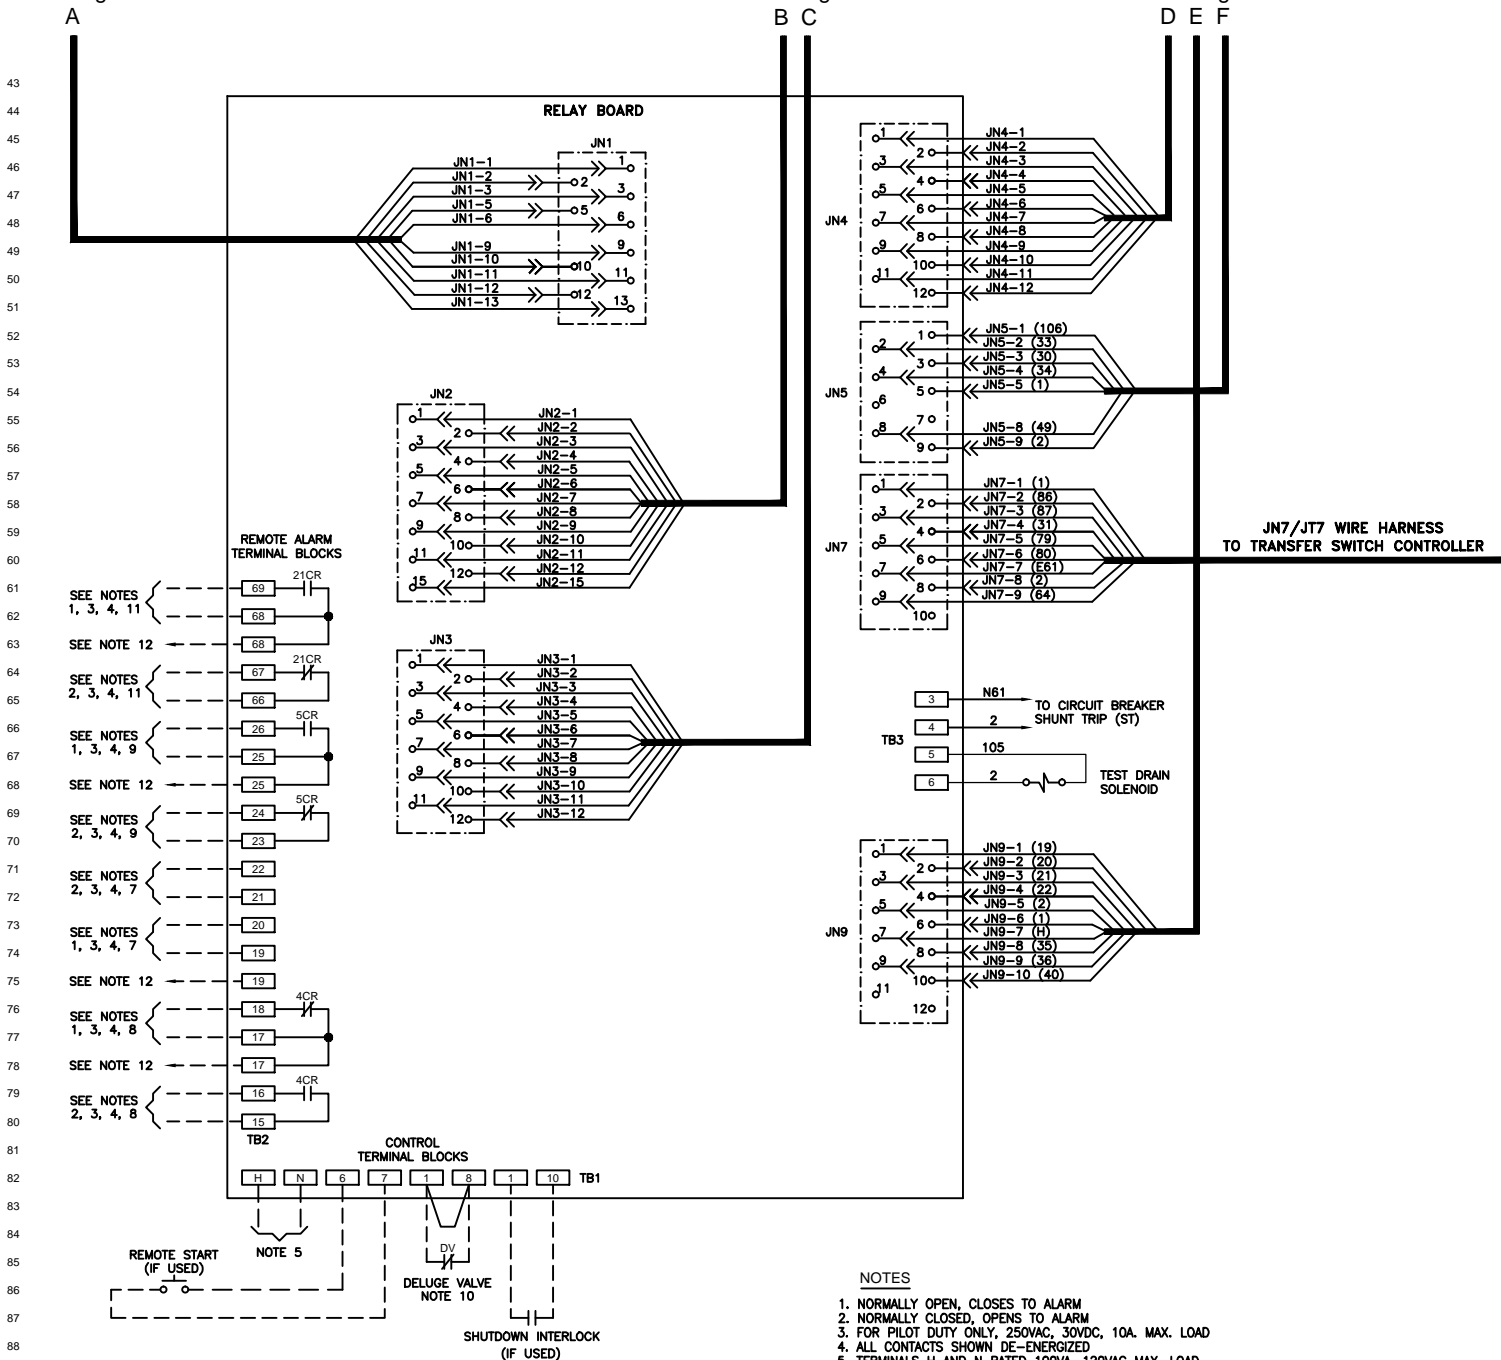 A
B C
D E F
43
44
45
46
47
48
49
50
51
52
53
54
55
56
57
58
59
60
61
62
63
64
65
66
67
68
69
70
71
72
73
74
75
76
77
78
79
80
81
82
83
84
85
86
87
88
RELAY BOARD
JN1
JN1-1
JN1-2
JN1-3
JN1-5
JN1-6
JN1-9
JN1-10
JN1-11
JN1-12
JN1-13
1
2
3
5
6
9
10
11
12
13
JN2
1
2
3
4
5
6
7
8
9
10
11
12
15
JN2-1
JN2-2
JN2-3
JN2-4
JN2-5
JN2-6
JN2-7
JN2-8
JN2-9
JN2-10
JN2-11
JN2-12
JN2-15
JN3
1
2
3
4
5
6
7
8
9
10
11
12
JN3-1
JN3-2
JN3-3
JN3-4
JN3-5
JN3-6
JN3-7
JN3-8
JN3-9
JN3-10
JN3-11
JN3-12
JN4
1
2
3
4
5
6
7
8
9
10
11
12
JN4-1
JN4-2
JN4-3
JN4-4
JN4-5
JN4-6
JN4-7
JN4-8
JN4-9
JN4-10
JN4-11
JN4-12
JN5
1
2
3
4
5
6
7
8
9
JN5-1 (106)
JN5-2 (33)
JN5-3 (30)
JN5-4 (34)
JN5-5 (1)
JN5-8 (49)
JN5-9 (2)
JN7
1
2
3
4
5
6
7
8
9
10
JN7-1 (1)
JN7-2 (86)
JN7-3 (87)
JN7-4 (31)
JN7-5 (79)
JN7-6 (80)
JN7-7 (E61)
JN7-8 (2)
JN7-9 (64)
JN7/JT7 WIRE HARNESS
TO TRANSFER SWITCH CONTROLLER
TB3
3
N61
4
2
TO CIRCUIT BREAKER
SHUNT TRIP (ST)
5
105
6
2
TEST DRAIN
SOLENOID
JN9
1
2
3
4
5
6
7
8
9
10
11
12
JN9-1 (19)
JN9-2 (20)
JN9-3 (21)
JN9-4 (22)
JN9-5 (2)
JN9-6 (1)
JN9-7 (H)
JN9-8 (35)
JN9-9 (36)
JN9-10 (40)
REMOTE ALARM
TERMINAL BLOCKS
SEE NOTES
1, 3, 4, 11
69
21CR
68
SEE NOTE 12
68
SEE NOTES
2, 3, 4, 11
67
21CR
66
SEE NOTES
1, 3, 4, 9
26
5CR
25
SEE NOTE 12
25
SEE NOTES
2, 3, 4, 9
24
5CR
23
SEE NOTES
2, 3, 4, 7
22
21
SEE NOTES
1, 3, 4, 7
20
19
SEE NOTE 12
19
SEE NOTES
1, 3, 4, 8
18
4CR
17
SEE NOTE 12
17
SEE NOTES
2, 3, 4, 8
16
4CR
15
TB2
CONTROL
TERMINAL BLOCKS
H
N
6
7
1
8
1
10
TB1
NOTE 5
REMOTE START
(IF USED)
DV
DELUGE VALVE
NOTE 10
SHUTDOWN INTERLOCK
(IF USED)
NOTES
1. NORMALLY OPEN, CLOSES TO ALARM
2. NORMALLY CLOSED, OPENS TO ALARM
3. FOR PILOT DUTY ONLY, 250VAC, 30VDC, 10A. MAX. LOAD
4. ALL CONTACTS SHOWN DE-ENERGIZED
5. TERMINALS H AND N RATED 100VA, 120VAC MAX. LOAD